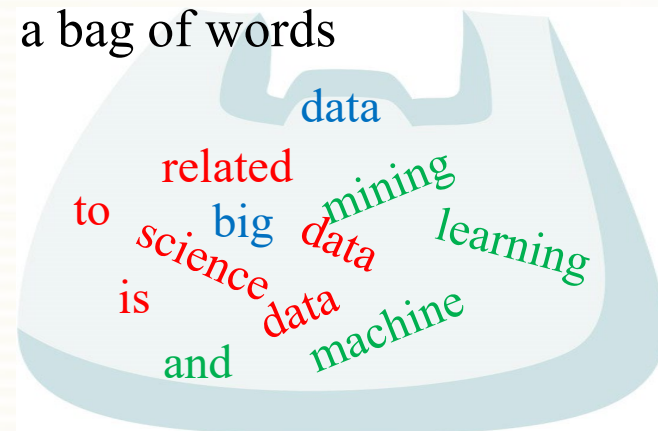 a bag of words
data
related
mining
to
big
data
learning
science
is
data
machine
and